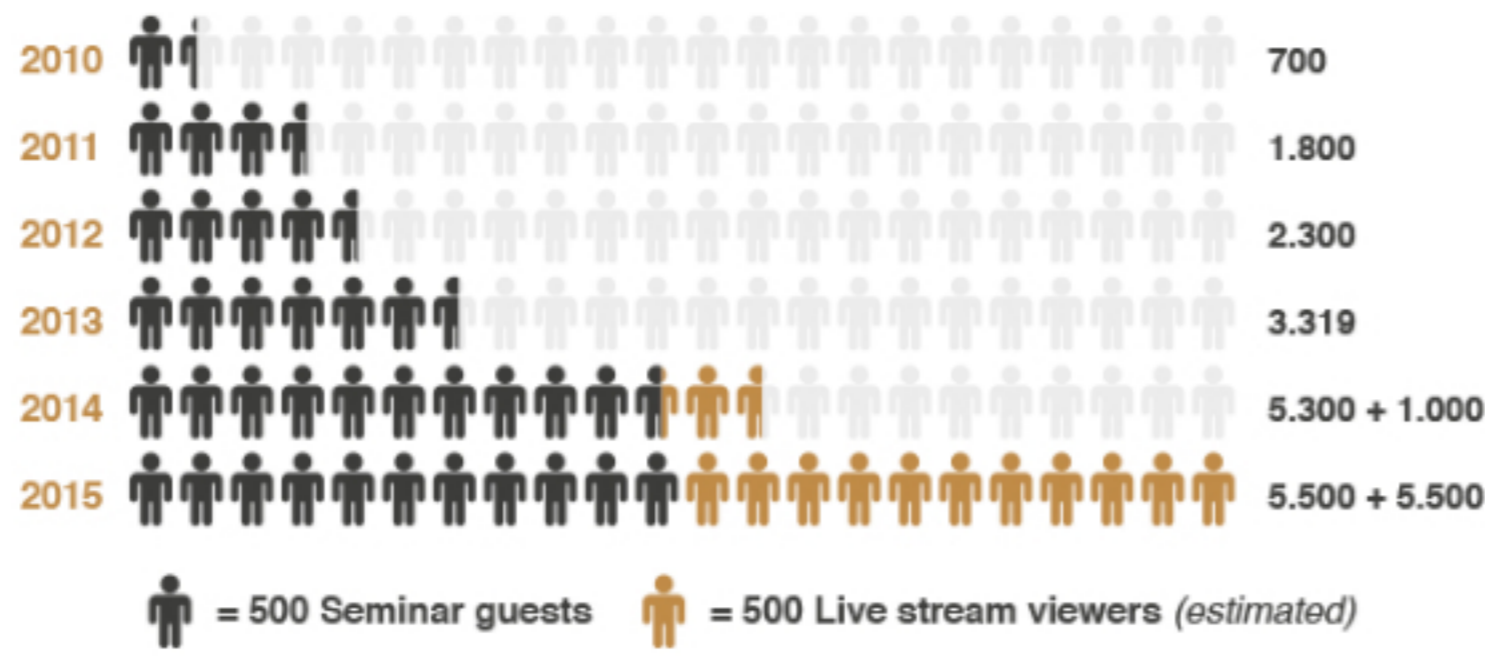 2010 700
2011 1.800
2012 2.300
2013 3.319
2014 5.300 + 1.000
2015 5.500 + 5.500
= 500 Seminar guests = 500 Live stream viewers (estimated)